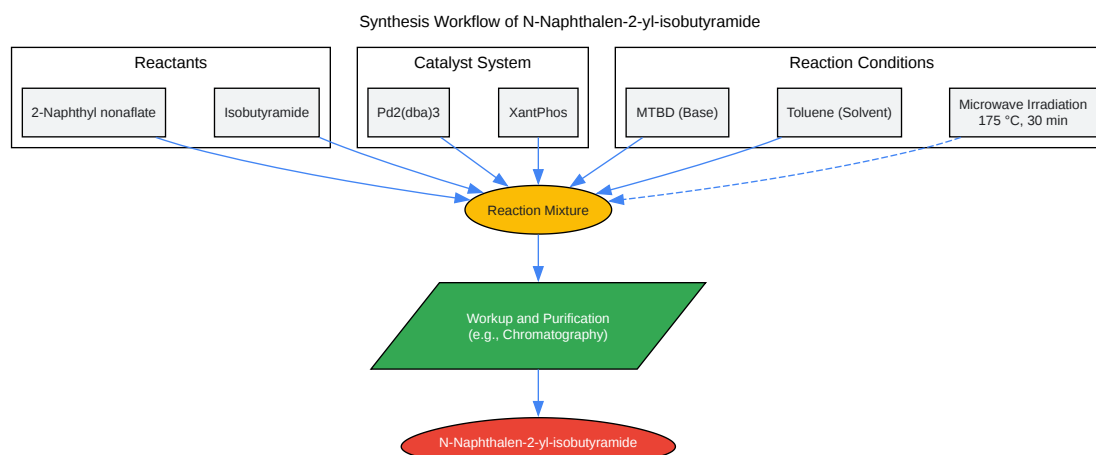 Synthesis Workflow of N-Naphthalen-2-yl-isobutyramide
Reactants
Catalyst System
Reaction Conditions
2-Naphthyl nonaflate
Isobutyramide
Pd2(dba)3
XantPhos
MTBD (Base)
Toluene (Solvent)
Microwave Irradiation
175 °C, 30 min
Reaction Mixture
Workup and Purification
(e.g., Chromatography)
N-Naphthalen-2-yl-isobutyramide